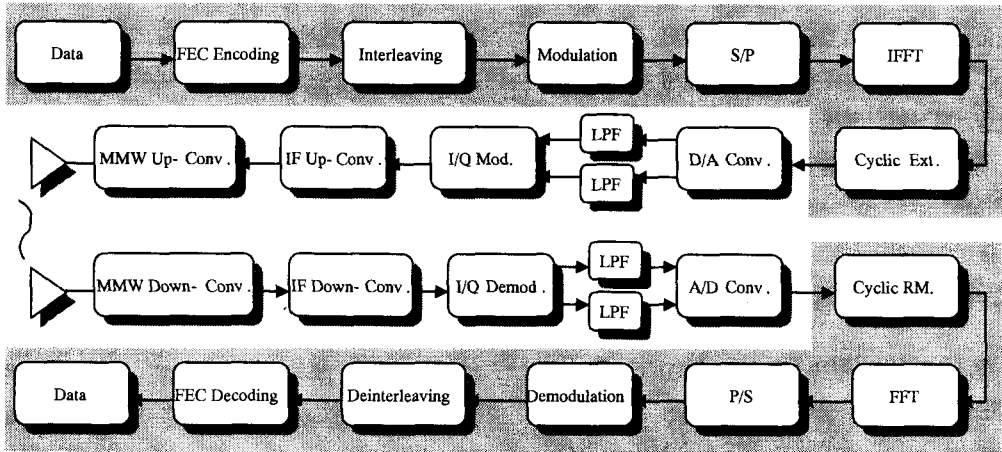 Data
FEC Encoding
Interleaving
Modulation
S/P
IFFT
MMW Up- Conv.
IF Up- Conv.
I/Q Mod.
LPF
LPF
D/A Conv.
Cyclic Ext.
MMW Down- Conv.
IF Down- Conv.
I/Q Demod.
LPF
LPF
A/D Conv.
Cyclic RM.
Data
FEC Decoding
Deinterleaving
Demodulation
P/S
FFT